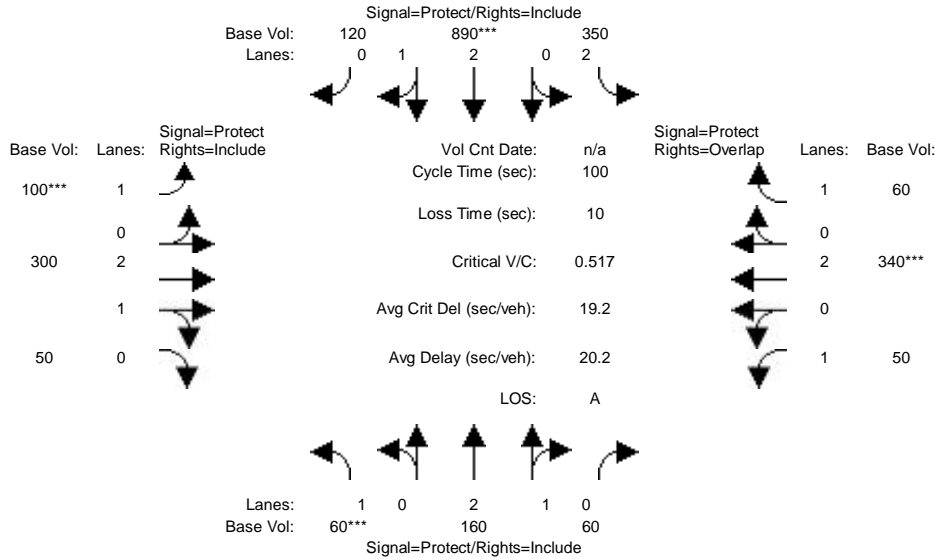 Signal=Protect/Rights=Include
Base Vol: 120 890*** 350
Lanes: 0 1 2 0 2
Signal=Protect
Rights=Include
Base Vol: Lanes:
100*** 1
0
300 2
1
50 0
Vol Cnt Date: n/a
Cycle Time (sec): 100
Loss Time (sec): 10
Critical V/C: 0.517
Avg Crit Del (sec/veh): 19.2
Avg Delay (sec/veh): 20.2
LOS: A
Signal=Protect
Rights=Overlap
Lanes: Base Vol:
1 60
0
2 340***
0
1 50
Lanes: 1 0 2 1 0
Base Vol: 60*** 160 60
Signal=Protect/Rights=Include